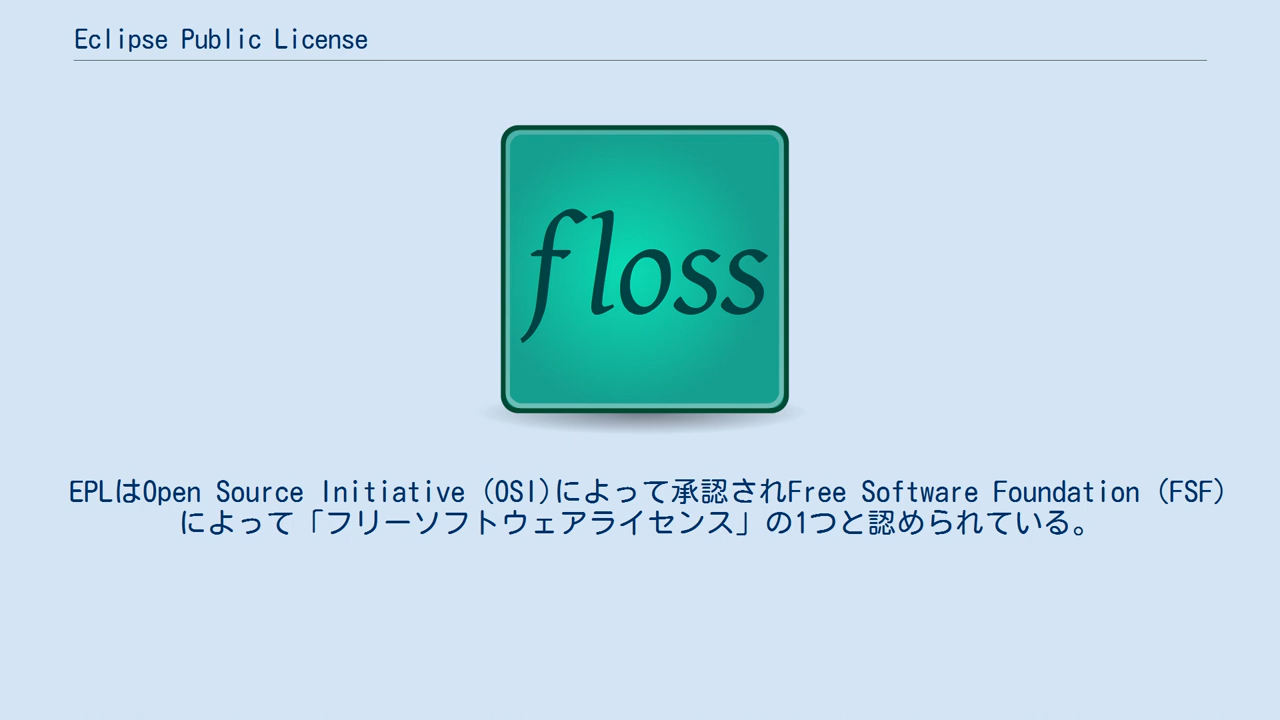 Eclipse Public License
floss
EPLはOpen Source Initiative (OSI)によって承認されFree Software Foundation (FSF)
によって「フリーソフトウェアライセンス」の1つと認められている。